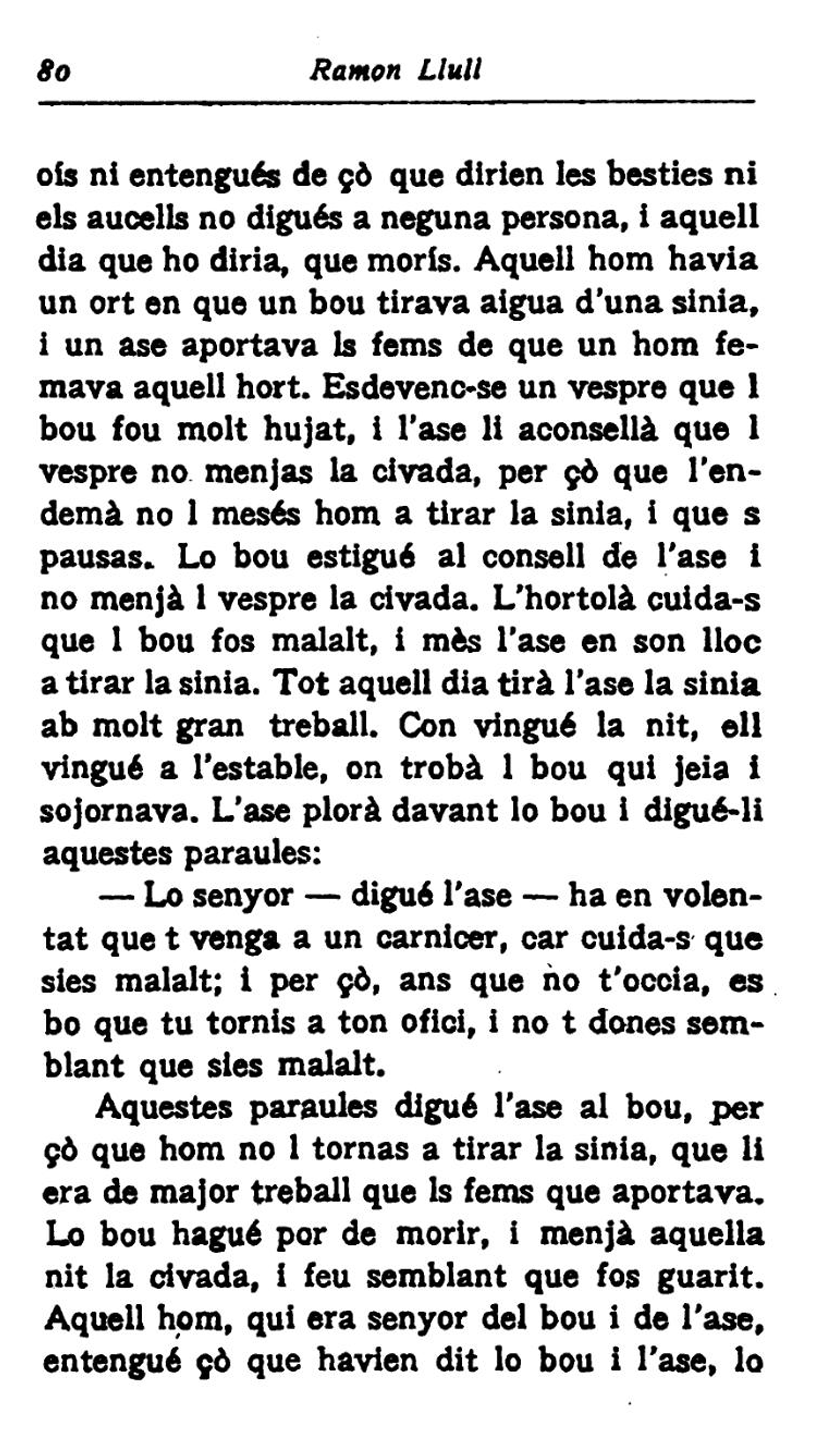 80 Ramon Llull
oís ni entengués de çò que dirien les besties ni
els aucells no digués a neguna persona, i aquell
dia que ho diria, que morís. Aquell hom havia
un ort en que un bou tirava aigua d'una sinia,
i un ase aportava ls fems de que un hom fe-
mava aquell hort. Esdevenc-se un vespre que l
bou fou molt hujat, i l'ase li aconsellà que l
vespre no menjas la civada, per çò que l'en-
demà no l mesés hom a tirar la sinia, i que s
pausas. Lo bou estigué al consell de l'ase i
no menjà l vespre la civada. L'hortolà cuida-s
que l bou fos malalt, i mès l'ase en son lloc
a tirar la sinia. Tot aquell dia tirà l'ase la sinia
ab molt gran treball. Con vingué la nit, ell
vingué a l'estable, on trobà l bou qui jeia i
sojornava. L'ase plorà davant lo bou i digué-li
aquestes paraules:
— Lo senyor — digué l'ase — ha en volen-
tat que t venga a un carnicer, car cuida-s que
sies malalt; i per çò, ans que no t'occia, es
bo que tu tornis a ton ofici, i no t dones sem-
blant que sies malalt.
Aquestes paraules digué l'ase al bou, per
çò que hom no l tornas a tirar la sinia, que li
era de major treball que ls fems que aportava.
Lo bou hagué por de morir, i menjà aquella
nit la civada, i feu semblant que fos guarit.
Aquell hom, qui era senyor del bou i de l'ase,
entengué çò que havien dit lo bou i l'ase, lo